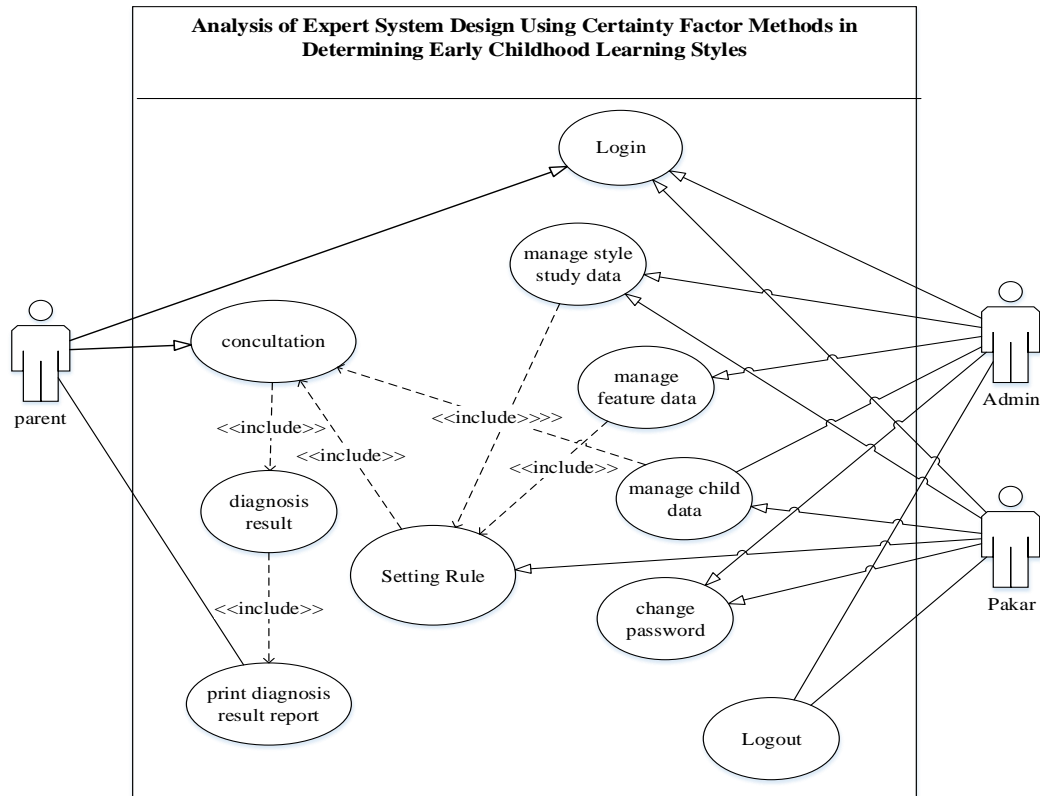 Analysis of Expert System Design Using Certainty Factor Methods in
Determining Early Childhood Learning Styles
Login
manage style
study data
concultation
parent
manage
feature data
Admin
<<include>>
<<include>>>>
<<include>>
<<include>>
diagnosis
result
manage child
data
Setting Rule
Pakar
<<include>>
change
password
print diagnosis
result report
Logout